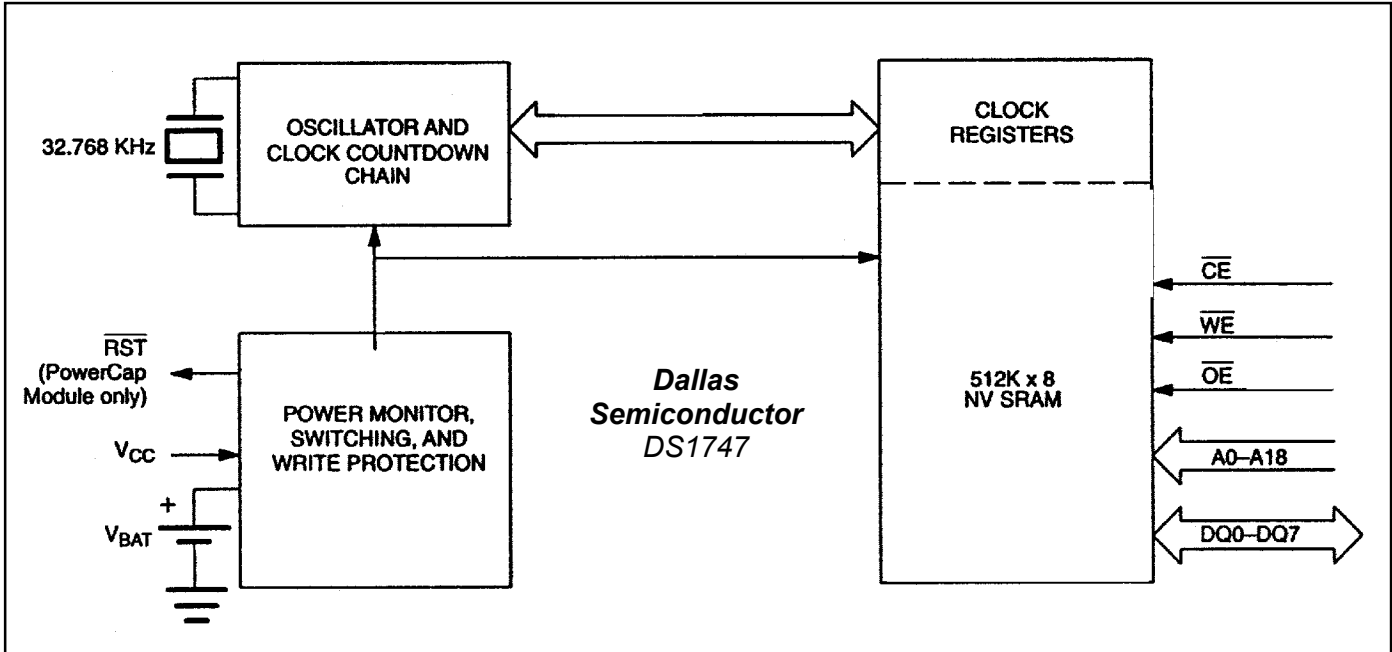 32.768 KHz
OSCILLATOR AND
CLOCK COUNTDOWN
CHAIN
CLOCK
REGISTERS
RST
(PowerCap
Module only)
VCC
+
VBAT
POWER MONITOR,
SWITCHING, AND
WRITE PROTECTION
Dallas
Semiconductor
DS1747
512K x 8
NV SRAM
CE
WE
OE
A0–A18
DQ0–DQ7